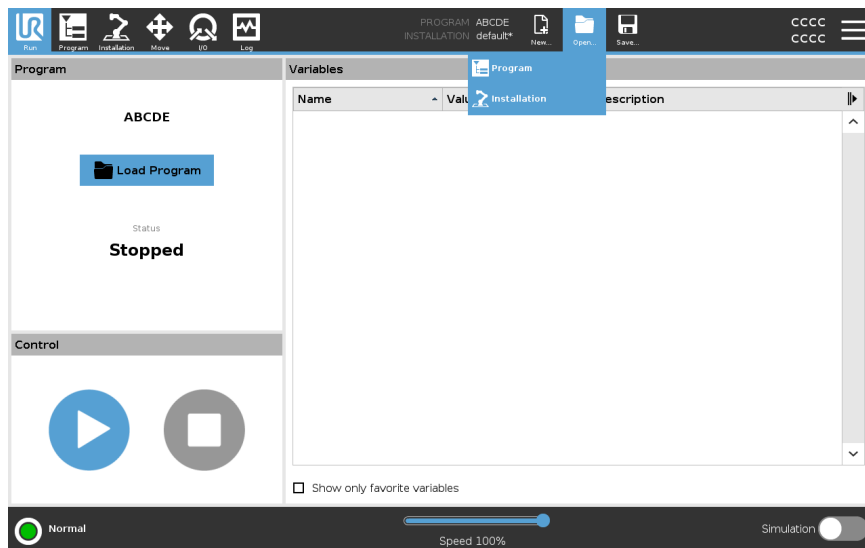 PROGRAM ABCDE
INSTALLATION default*
CCCC
CCCC
UR
Run
Program
Installation
Move
I/O
Log
New...
Open...
Save...
Program
Variables
Program
Installation
Name
Valu
escription
ABCDE
Load Program
Status
Stopped
Control
Show only favorite variables
Normal
Speed 100%
Simulation